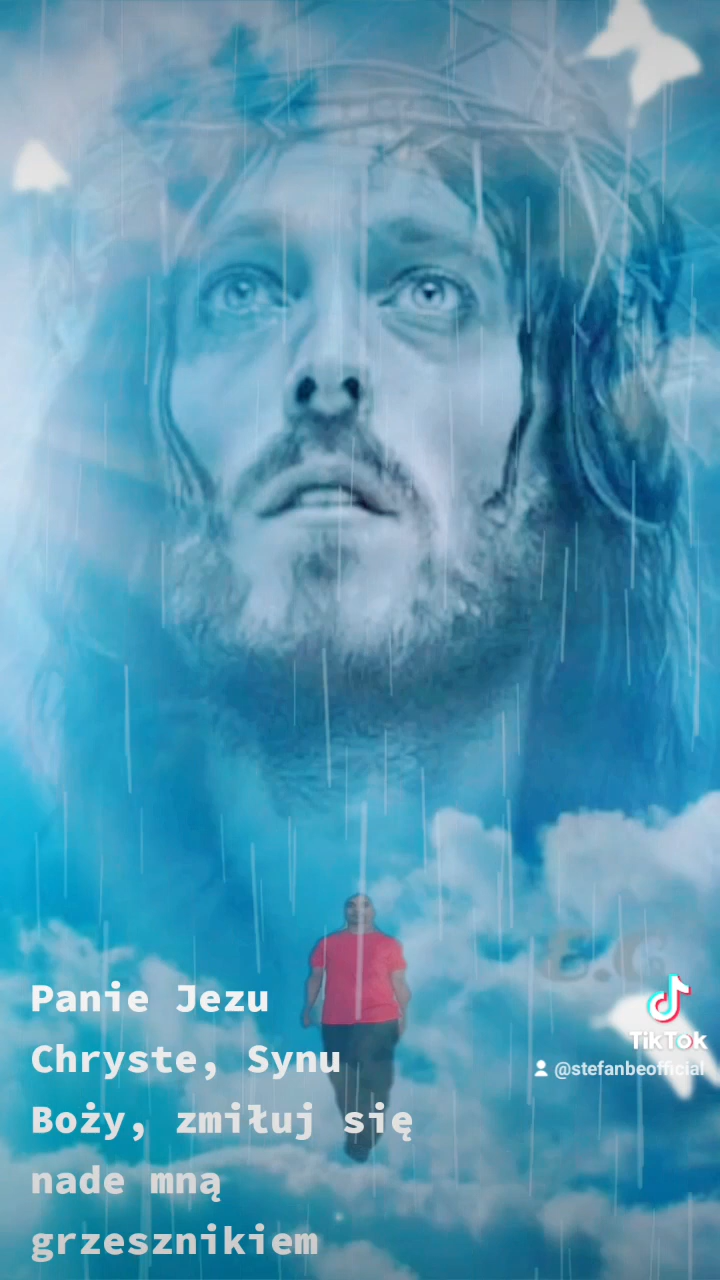 E.G
TikTok
@stefanbeofficial
Panie Jezu
Chryste, Synu
Boży, zmiłuj się
nade mną
grzesznikiem